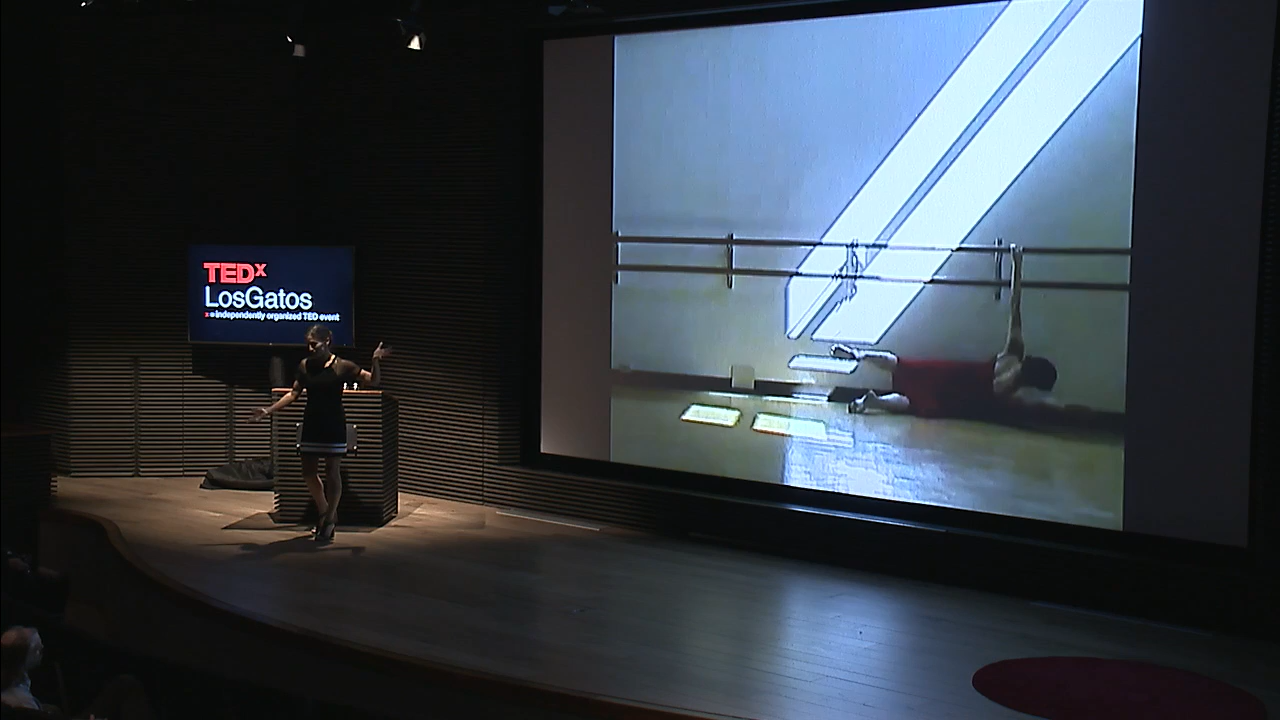 TEDx
LosGatos
x = independently organized TED event